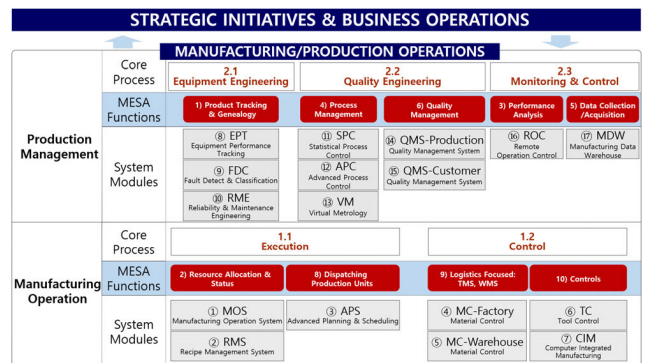 STRATEGIC INITIATIVES & BUSINESS OPERATIONS
MANUFACTURING/PRODUCTION OPERATIONS
Production
Management
Core
Process
2.1
Equipment Engineering
2.2
Quality Engineering
2.3
Monitoring & Control
MESA
Functions
1) Product Tracking
& Genealogy
4) Process
Management
6) Quality
Management
3) Performance
Analysis
5) Data Collection
/Acquisition
System
Modules
⑧ EPT
Equipment Performance
Tracking
⑨ FDC
Fault Detect & Classification
⑩ RME
Reliability & Maintenance
Engineering
⑪ SPC
Statistical Process
Control
⑫ APC
Advanced Process
Control
⑬ VM
Virtual Metrology
⑭ QMS-Production
Quality Management System
⑮ QMS-Customer
Quality Management System
⑯ ROC
Remote
Operation Control
⑰ MDW
Manufacturing Data
Warehouse
Manufacturing
Operation
Core
Process
1.1
Execution
1.2
Control
MESA
Functions
2) Resource Allocation &
Status
8) Dispatching
Production Units
9) Logistics Focused:
TMS, WMS
10) Controls
System
Modules
① MOS
Manufacturing Operation System
② RMS
Recipe Management System
③ APS
Advanced Planning & Scheduling
④ MC-Factory
Material Control
⑤ MC-Warehouse
Material Control
⑥ TC
Tool Control
⑦ CIM
Computer Integrated
Manufacturing